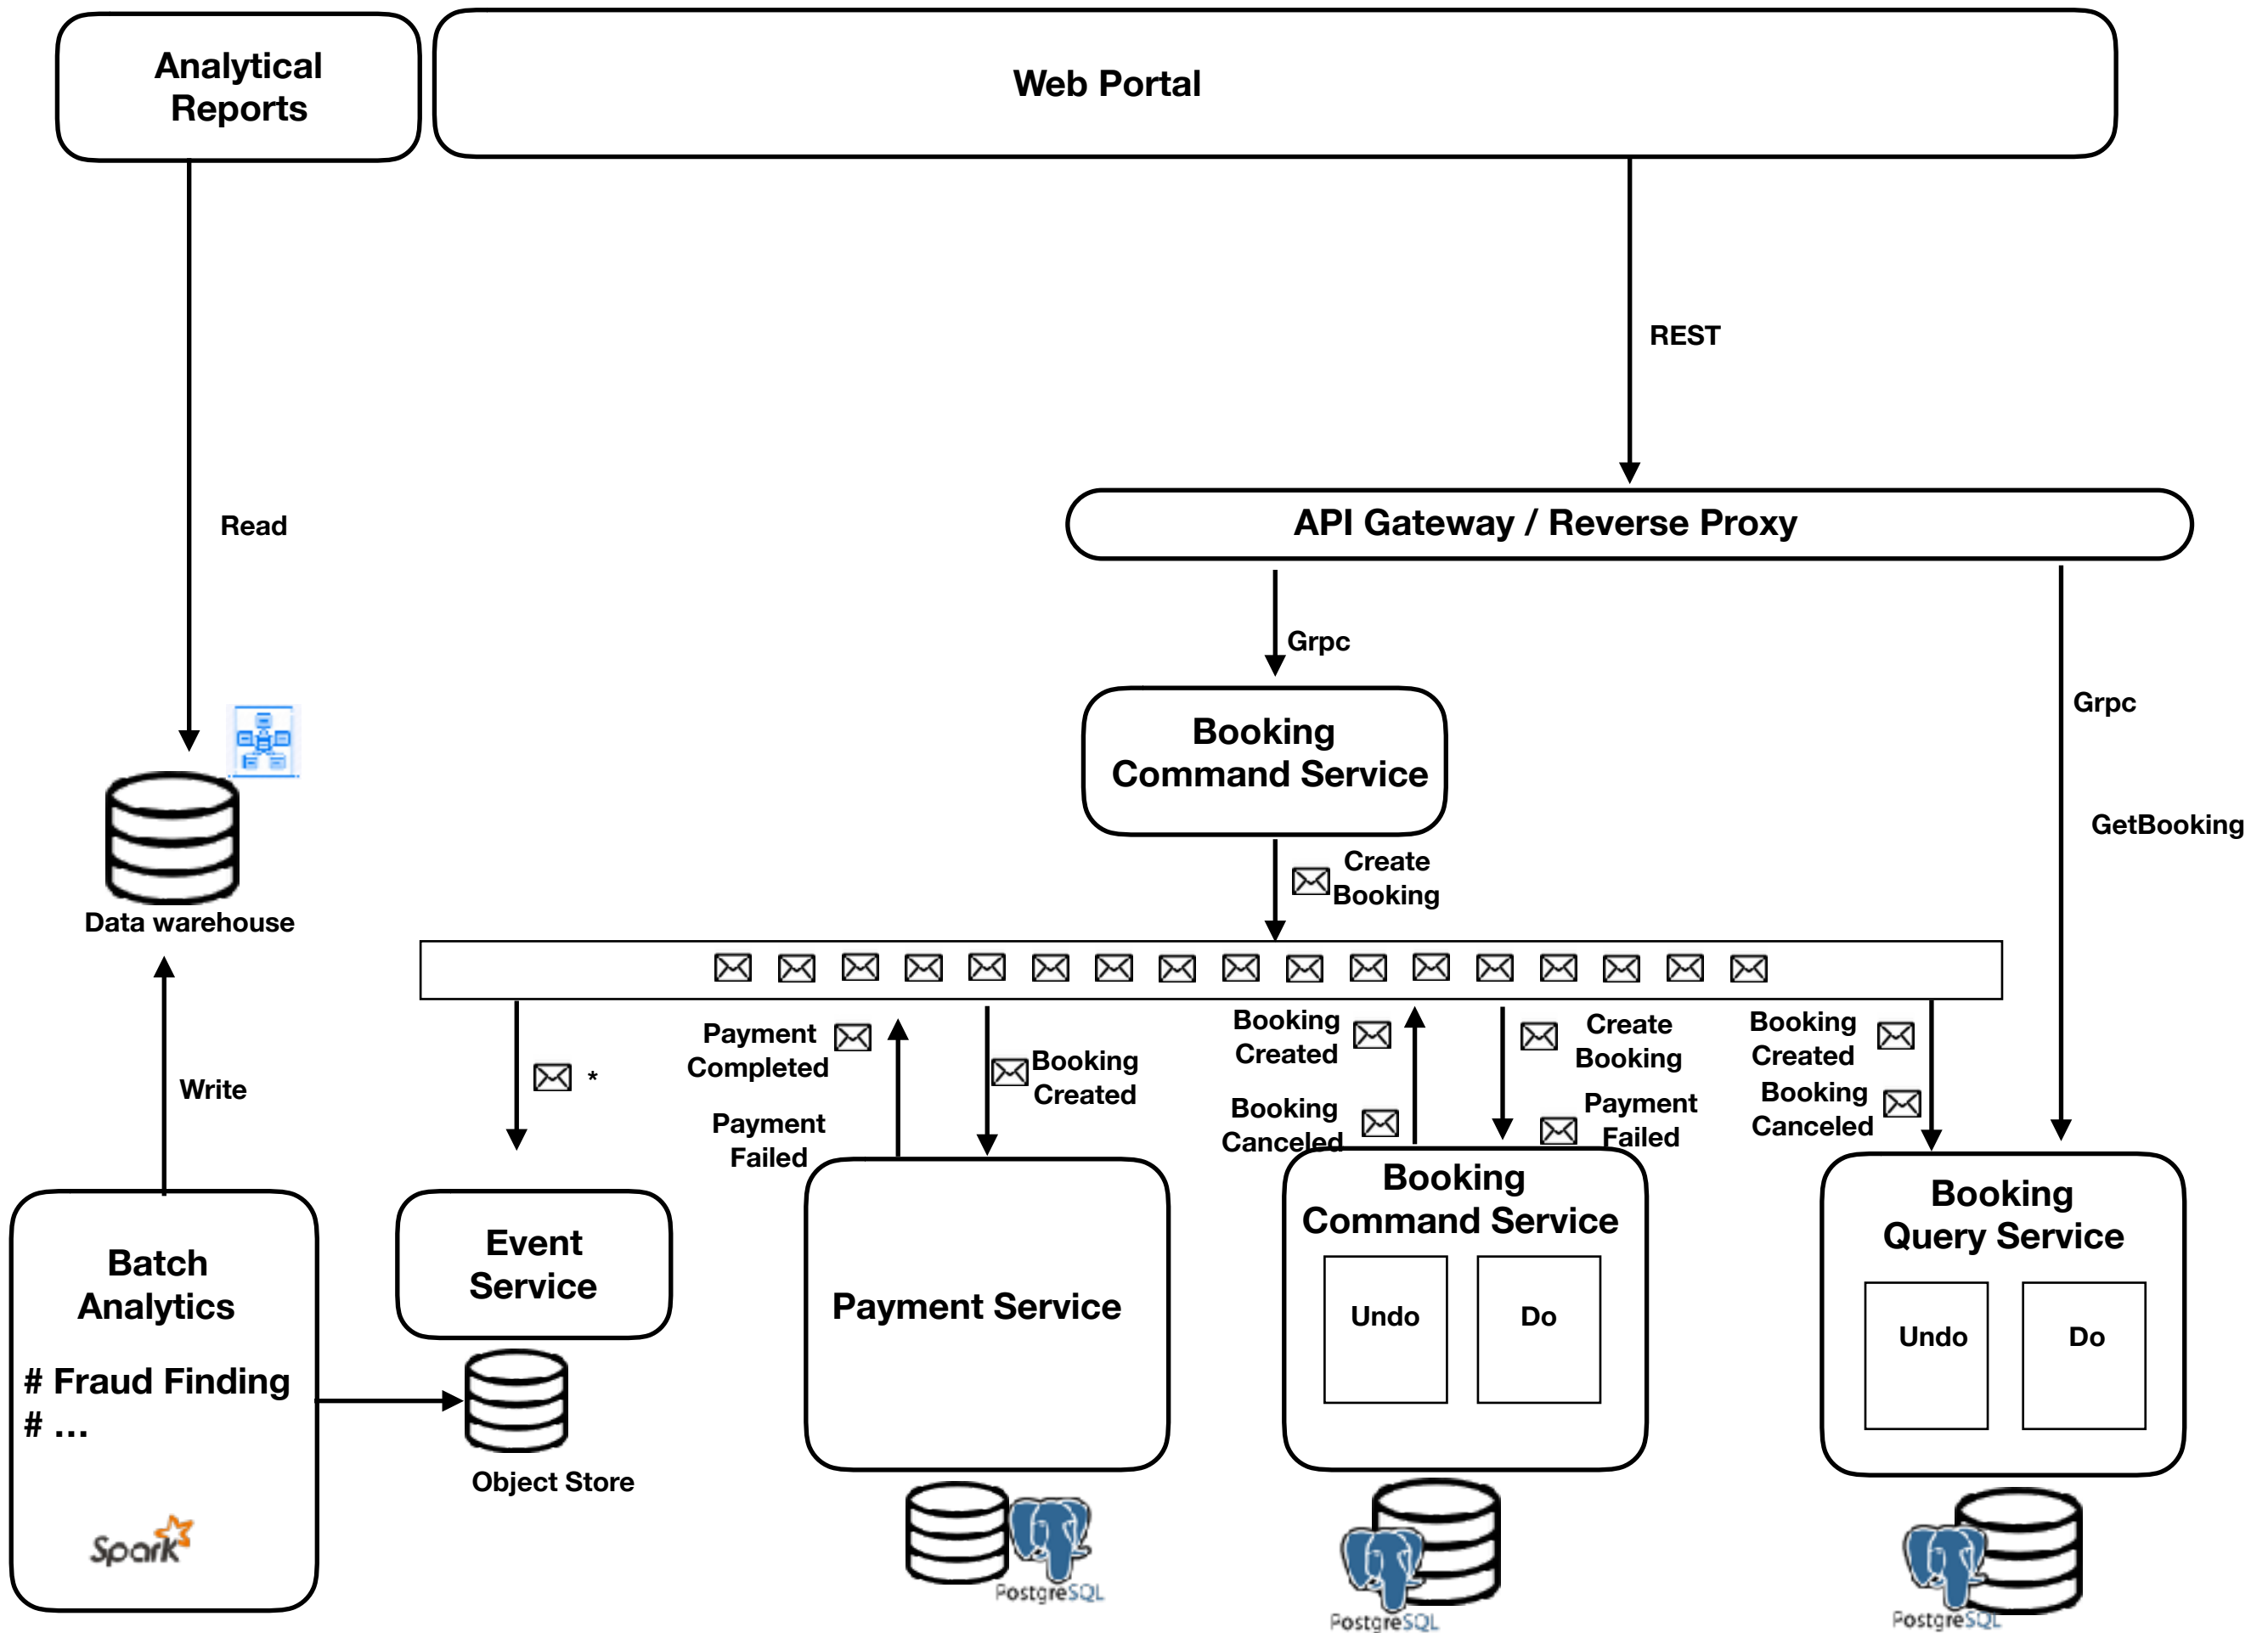 Analytical
Reports
Web Portal
REST
Read
API Gateway / Reverse Proxy
Grpc
Grpc
Booking
Command Service
GetBooking
Create
Booking
Data warehouse
Write
*
Payment
Completed
Payment
Failed
Booking
Created
Booking
Created
Booking
Canceled
Create
Booking
Payment
Failed
Booking
Created
Booking
Canceled
Batch
Analytics
# Fraud Finding
# ...
Spark
Event
Service
Object Store
Payment Service
PostgreSQL
Booking
Command Service
Undo
Do
PostgreSQL
Booking
Query Service
Undo
Do
PostgreSQL